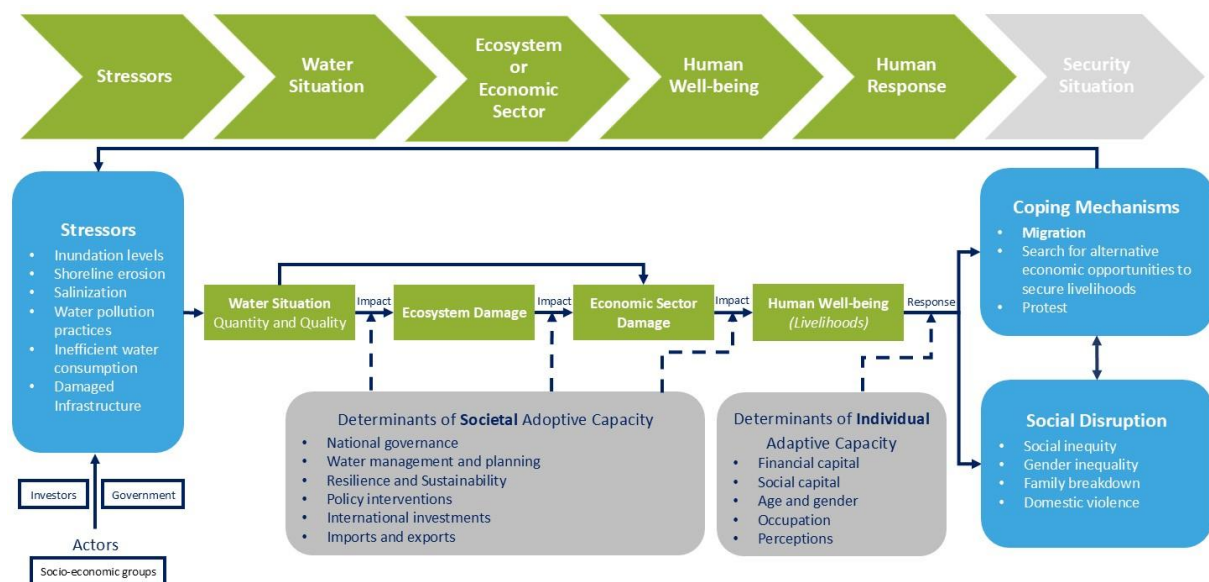 Stressors
Water
Situation
Ecosystem
or
Economic
Sector
Human
Well-being
Human
Response
Security
Situation
Stressors
• Inundation levels
• Shoreline erosion
• Salinization
• Water pollution
practices
• Inefficient water
consumption
• Damaged
Infrastructure
Investors
Government
Actors
Socio-economic groups
Water Situation
Quantity and Quality
Impact
Ecosystem Damage
Impact
Economic Sector
Damage
Impact
Human Well-being
(Livelihoods)
Response
Determinants of Societal Adoptive Capacity
• National governance
• Water management and planning
• Resilience and Sustainability
• Policy interventions
• International investments
• Imports and exports
Determinants of Individual
Adaptive Capacity
• Financial capital
• Social capital
• Age and gender
• Occupation
• Perceptions
Coping Mechanisms
• Migration
• Search for alternative
economic opportunities to
secure livelihoods
• Protest
Social Disruption
• Social inequity
• Gender inequality
• Family breakdown
• Domestic violence